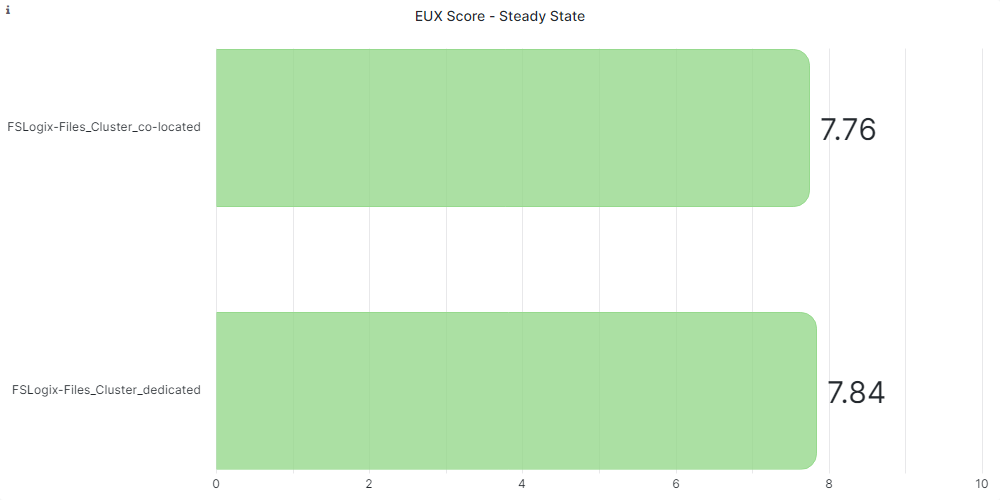 i
EUX Score - Steady State
FSLogix-Files_Cluster_co-located
7.76
FSLogix-Files_Cluster_dedicated
7.84
0 2 4 6 8 10